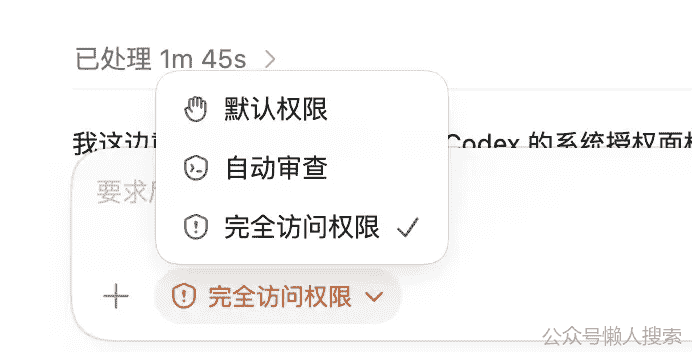 已处理 1m 45s
默认权限
我这边
Codex 的系统授权面板
自动审查
要求
完全访问权限
完全访问权限
公众号懒人搜索